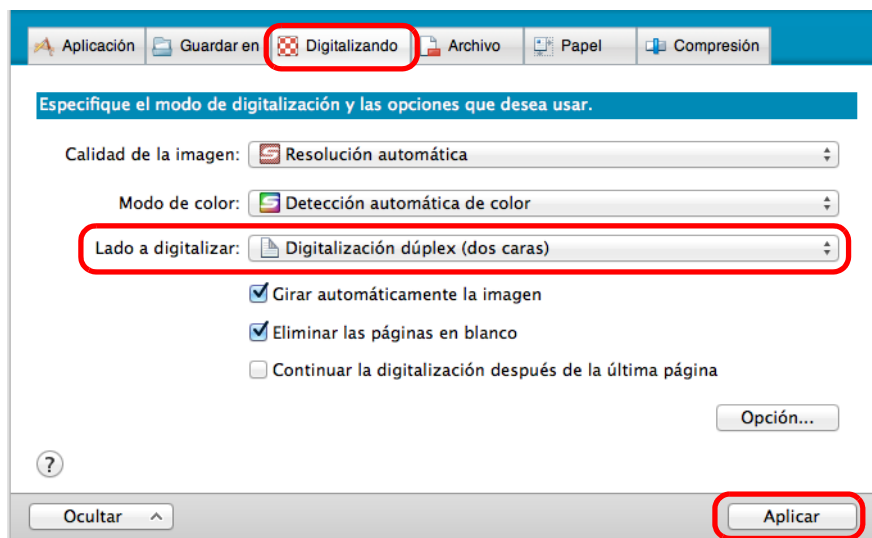 Aplicación Guardar en Digitalizando Archivo Papel Compresión
Especifique el modo de digitalización y las opciones que desea usar.
Calidad de la imagen: Resolución automática
Modo de color: Detección automática de color
Lado a digitalizar: Digitalización dúplex (dos caras)
Girar automáticamente la imagen
Eliminar las páginas en blanco
Continuar la digitalización después de la última página
Opción...
?
Ocultar Aplicar